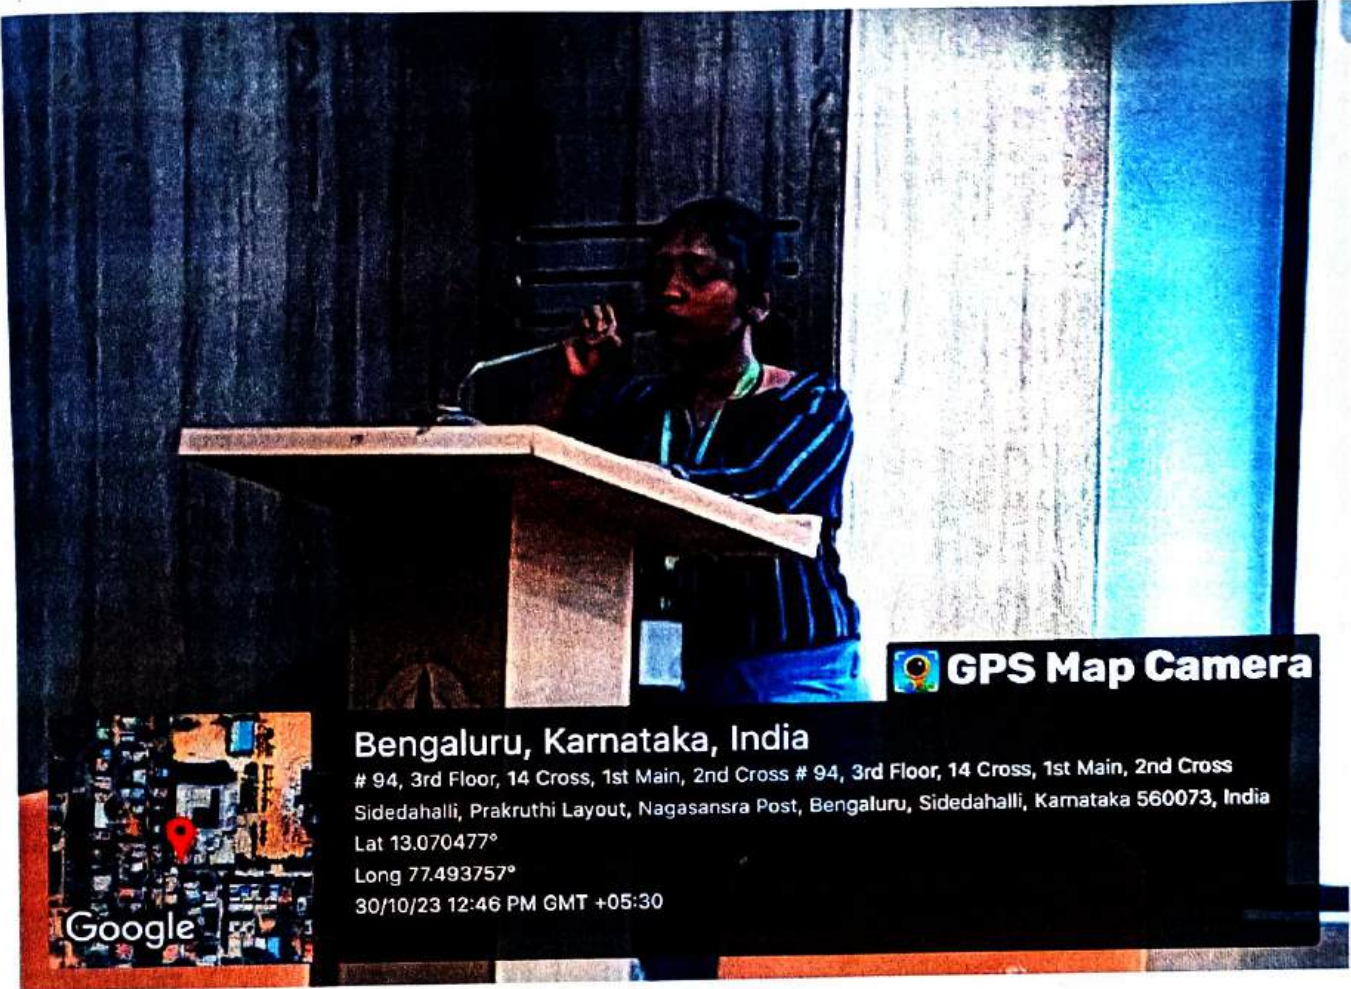 GPS Map Camera
Bengaluru, Karnataka, India
# 94, 3rd Floor, 14 Cross, 1st Main, 2nd Cross # 94, 3rd Floor, 14 Cross, 1st Main, 2nd Cross
Sidedahalli, Prakruthi Layout, Nagasansra Post, Bengaluru, Sidedahalli, Karnataka 560073, India
Lat 13.070477°
Long 77.493757°
30/10/23 12:46 PM GMT +05:30
Google